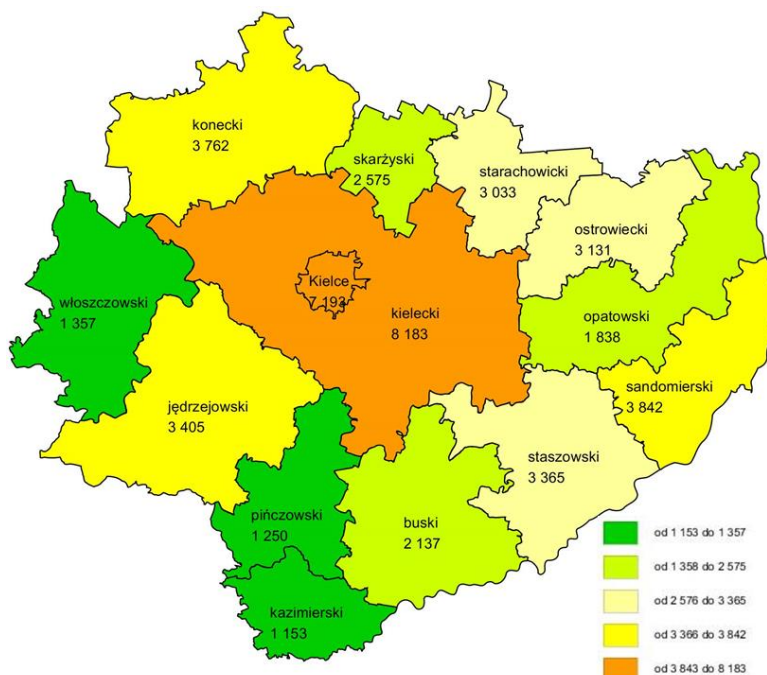 konecki
3 762
skarżyski
2 575
starachowicki
3 033
ostrowiecki
3 131
Kielce
7 193
włoszczowski
1 357
kielecki
8 183
opatowski
1 838
sandomierski
3 842
jędrzejowski
3 405
staszowski
3 365
pińczowski
1 250
buski
2 137
kazimierski
1 153
od 1 153 do 1 357
od 1 358 do 2 575
od 2 576 do 3 365
od 3 366 do 3 842
od 3 843 do 8 183